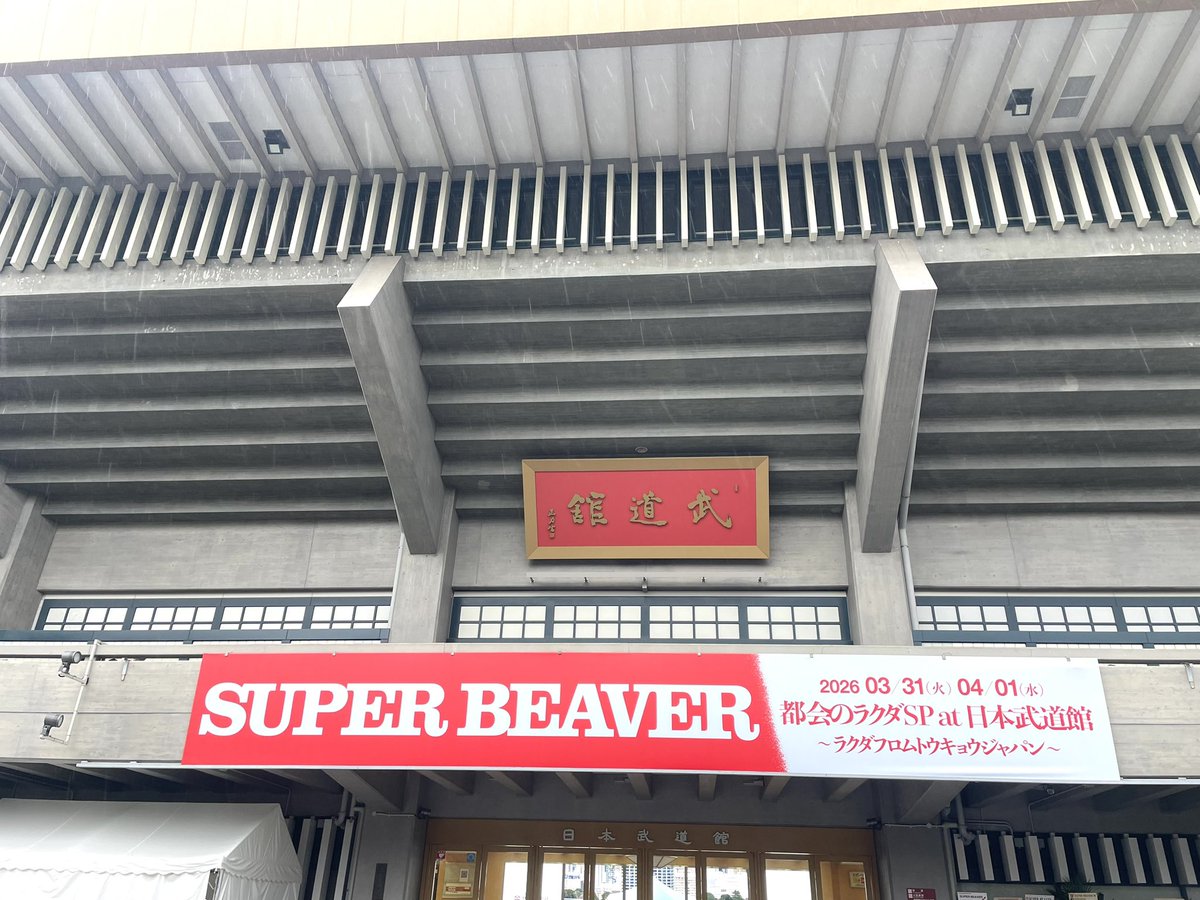 武道館
SUPER BEAVER
2026 03/31(火) 04/01(水)
都会のラクダSP at 日本武道館
~ラクダフロムトウキョウジャパン~
日本武道館